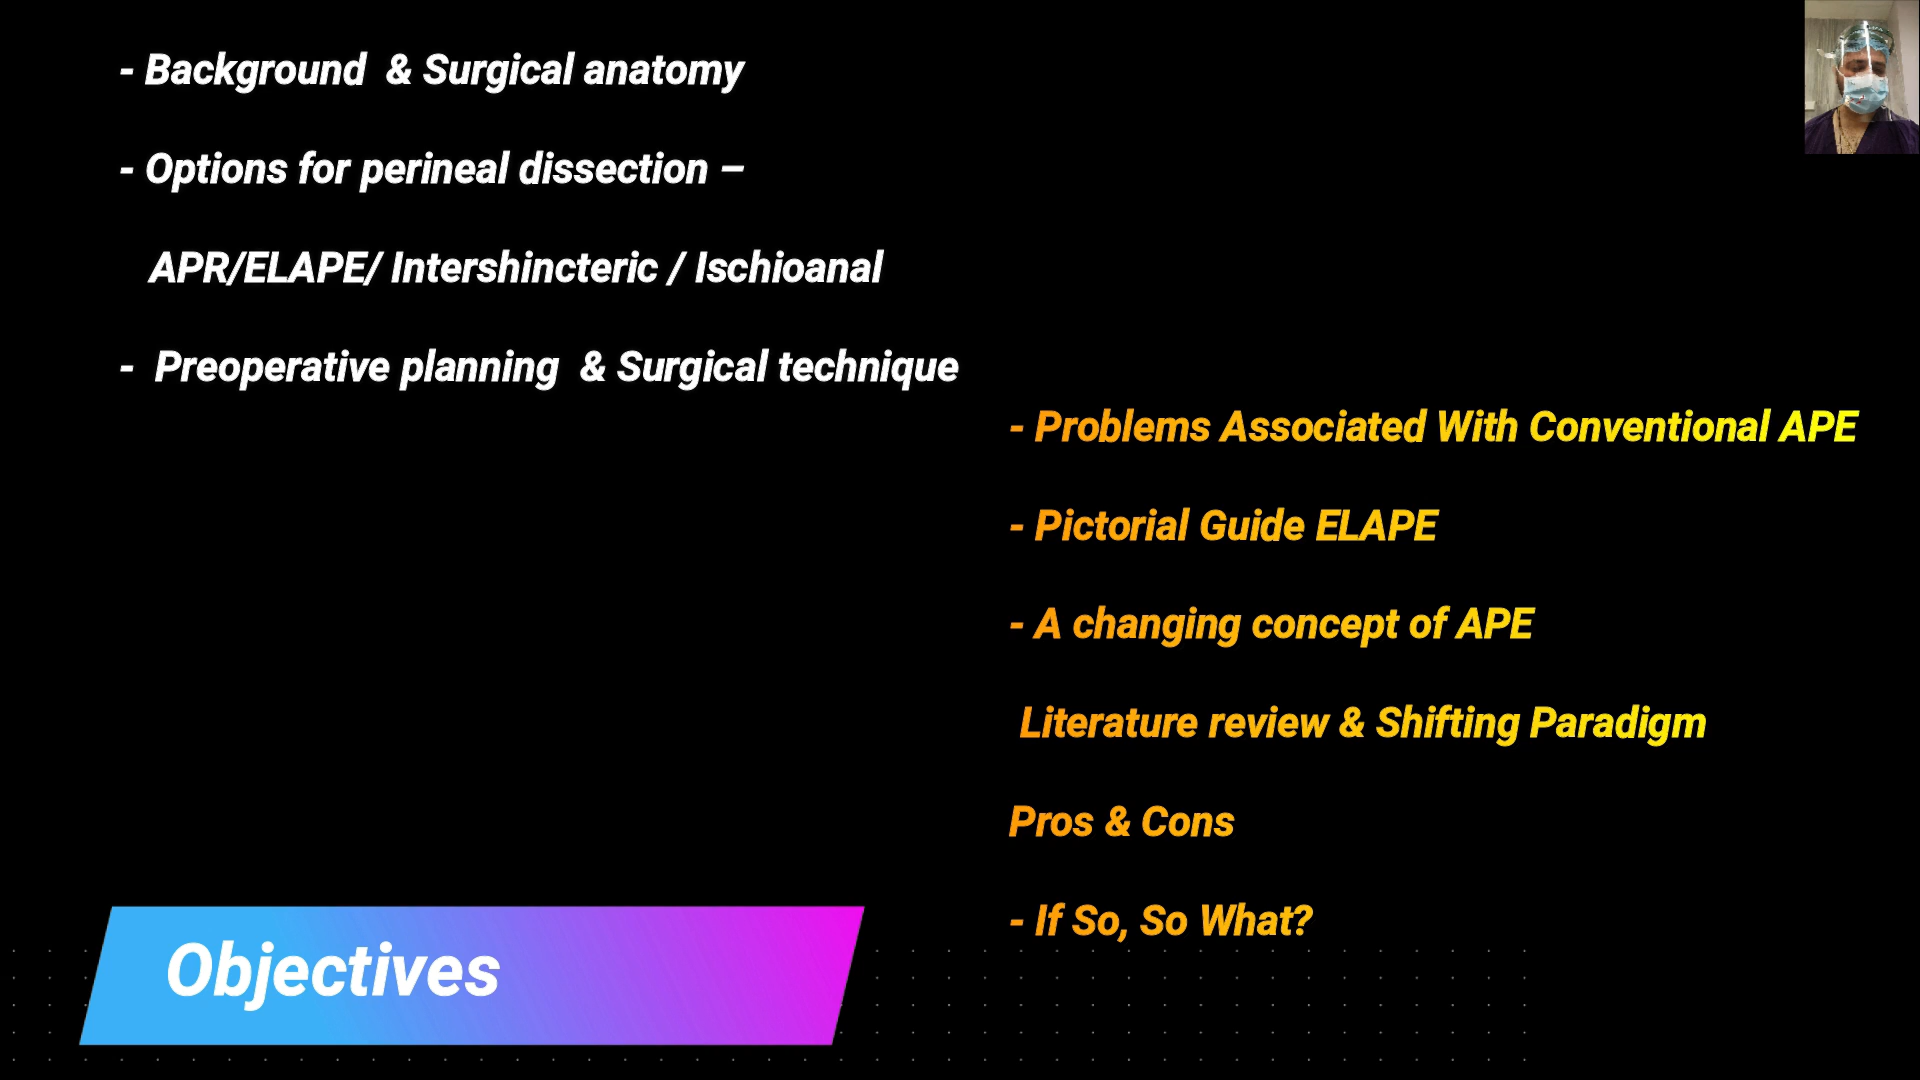 - Background & Surgical anatomy
- Options for perineal dissection –
APR/ELAPE/ Intershincteric / Ischioanal
- Preoperative planning & Surgical technique
- Problems Associated With Conventional APE
- Pictorial Guide ELAPE
- A changing concept of APE
Literature review & Shifting Paradigm
Pros & Cons
- If So, So What?
Objectives